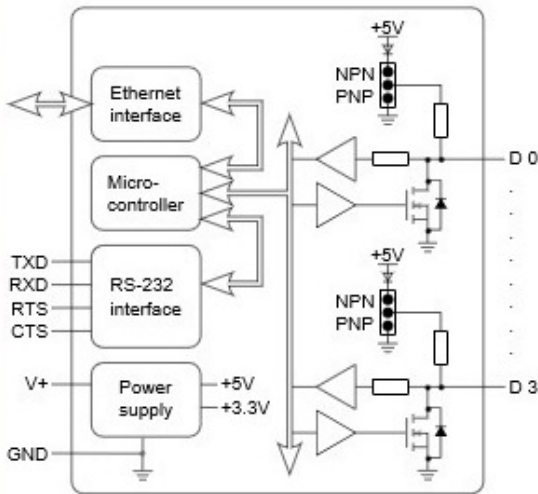 +5V
NPN
PNP
Ethernet
interface
D 0
Micro-
controller
TXD
RXD
RTS
CTS
RS-232
interface
+5V
NPN
PNP
V+
Power
supply
+5V
+3.3V
D 3
GND